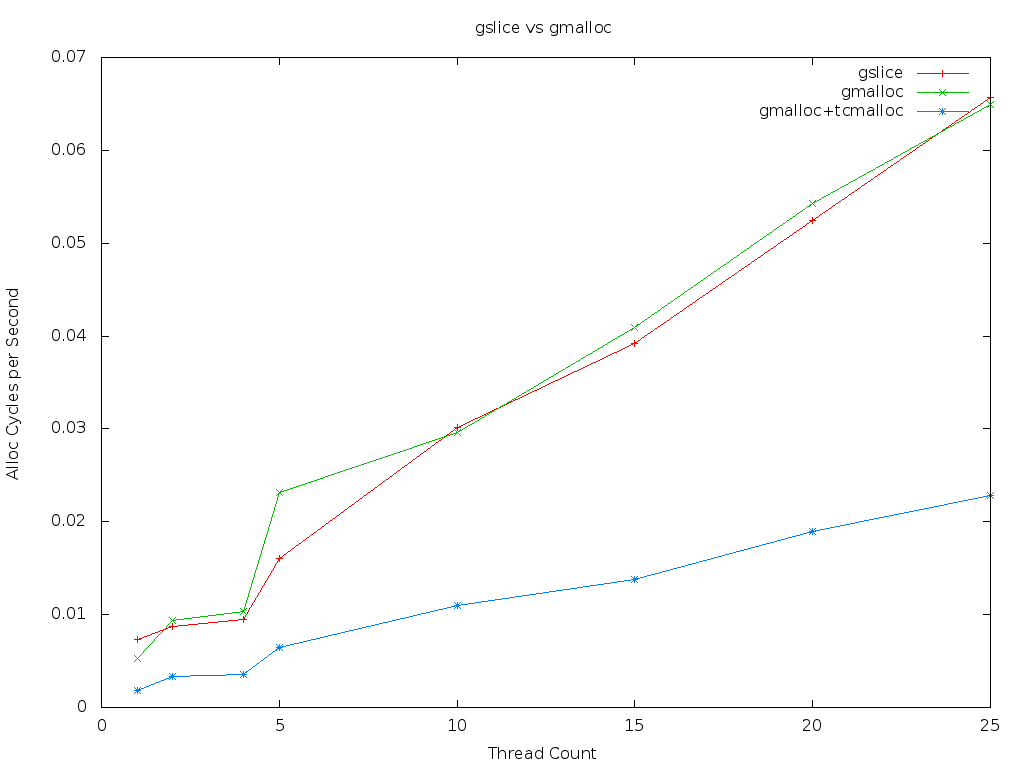 gslice vs gmalloc
gslice
gmalloc
gmalloc+tcmalloc
Alloc Cycles per Second
0.07
0.06
0.05
0.04
0.03
0.02
0.01
0
0 5 10 15 20 25
Thread Count